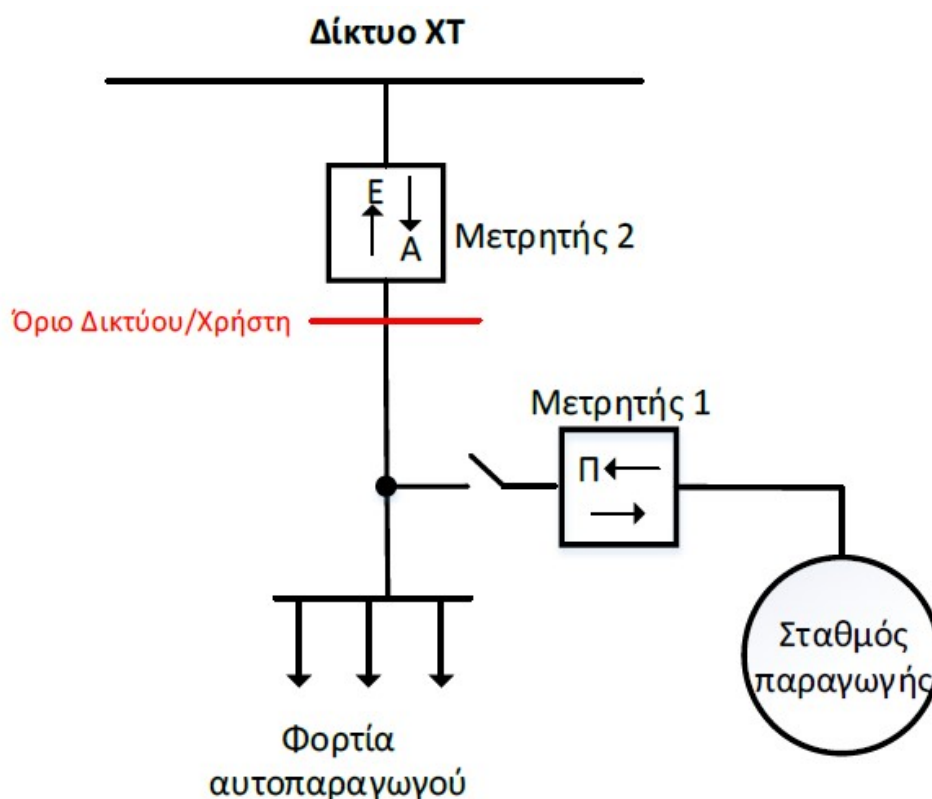 Δίκτυο ΧΤ
Ε
Α
Μετρητής 2
Όριο Δικτύου/Χρήστη
Μετρητής 1
Π
Σταθμός
παραγωγής
Φορτία
αυτοπαραγωγού